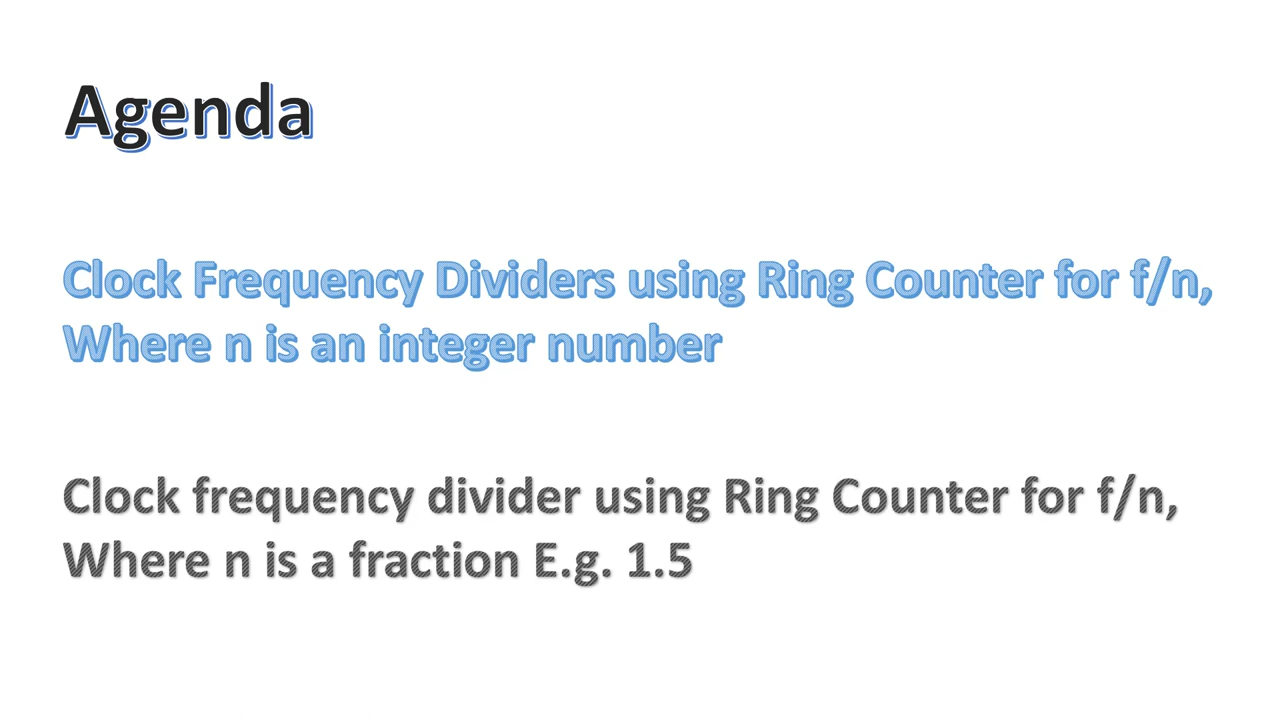 Agenda
Clock Frequency Dividers using Ring Counter for f/n,
Where n is an integer number
Clock frequency divider using Ring Counter for f/n,
Where n is a fraction E.g. 1.5